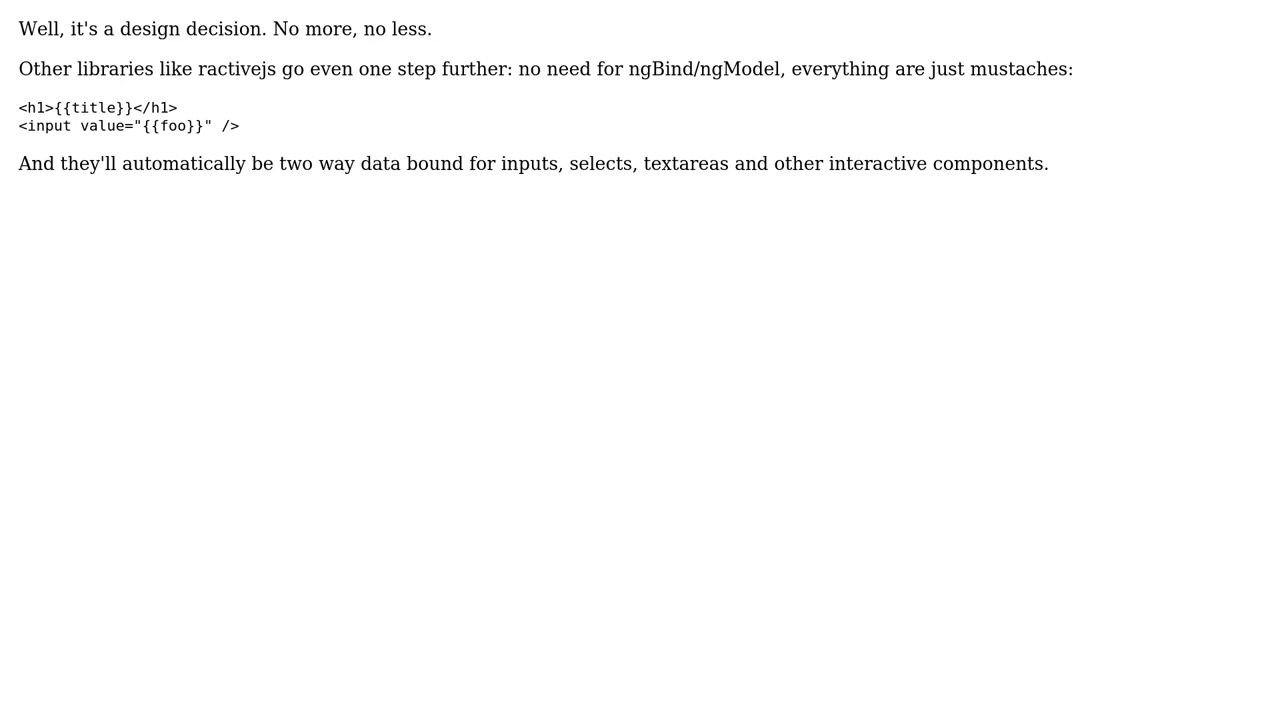 Well, it's a design decision. No more, no less.
Other libraries like ractivejs go even one step further: no need for ngBind/ngModel, everything are just mustaches:
<h1>{{title}}</h1>
<input value="{{foo}}" />
And they'll automatically be two way data bound for inputs, selects, textareas and other interactive components.